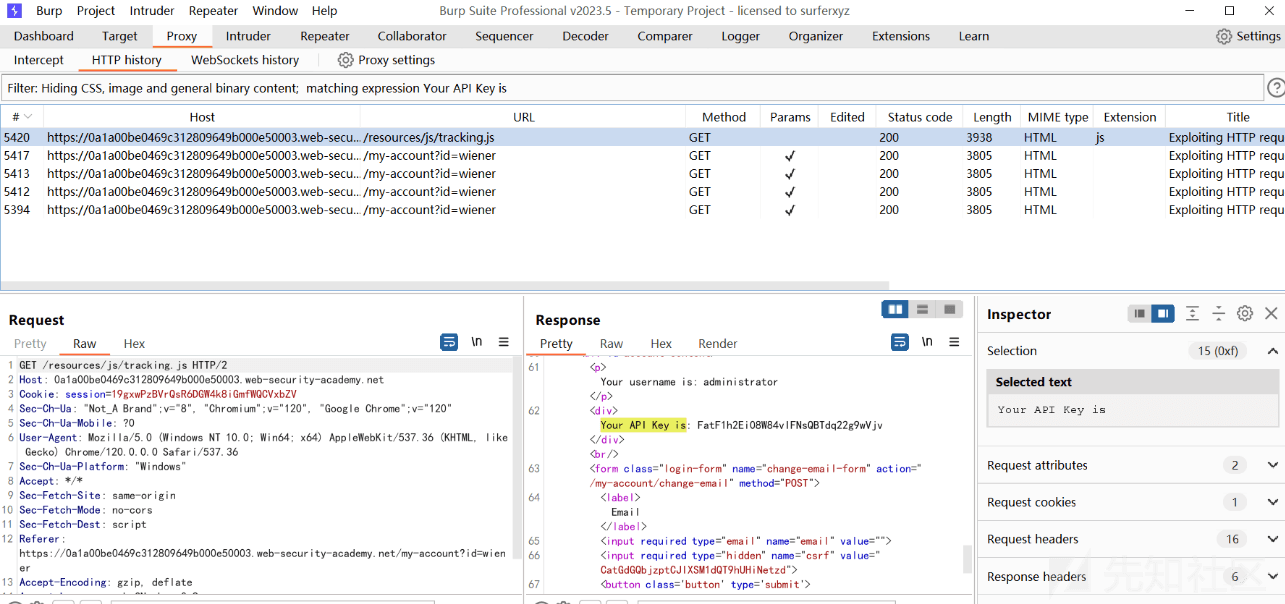 Burp Project Intruder Repeater Window Help Burp Suite Professional v2023.5 - Temporary Project - licensed to surferxyz
Dashboard Target Proxy Intruder Repeater Collaborator Sequencer Decoder Comparer Logger Organizer Extensions Learn Settings
Intercept HTTP history WebSockets history Proxy settings
Filter: Hiding CSS, image and general binary content; matching expression Your API Key is
# Host URL Method Params Edited Status code Length MIME type Extension Title
5420 https://0a1a00be0469c312809649b000e50003.web-secu... /resources/js/tracking.js GET 200 3938 HTML js Exploiting HTTP requ
5417 https://0a1a00be0469c312809649b000e50003.web-secu... /my-account?id=wiener GET ✓ 200 3805 HTML Exploiting HTTP requ
5413 https://0a1a00be0469c312809649b000e50003.web-secu... /my-account?id=wiener GET ✓ 200 3805 HTML Exploiting HTTP requ
5412 https://0a1a00be0469c312809649b000e50003.web-secu... /my-account?id=wiener GET ✓ 200 3805 HTML Exploiting HTTP requ
5394 https://0a1a00be0469c312809649b000e50003.web-secu... /my-account?id=wiener GET ✓ 200 3805 HTML Exploiting HTTP requ
Request
Pretty Raw Hex \n
1 GET /resources/js/tracking.js HTTP/2
2 Host: 0a1a00be0469c312809649b000e50003.web-security-academy.net
3 Cookie: session=19gxwPzBVrQsR6DGW4k8iGmfWQCVxbZV
4 Sec-Ch-Ua: "Not_A Brand";v="8", "Chromium";v="120", "Google Chrome";v="120"
5 Sec-Ch-Ua-Mobile: ?0
6 User-Agent: Mozilla/5.0 (Windows NT 10.0; Win64; x64) AppleWebKit/537.36 (KHTML, like
Gecko) Chrome/120.0.0.0 Safari/537.36
7 Sec-Ch-Ua-Platform: "Windows"
8 Accept: */*
9 Sec-Fetch-Site: same-origin
10 Sec-Fetch-Mode: no-cors
11 Sec-Fetch-Dest: script
12 Referer:
https://0a1a00be0469c312809649b000e50003.web-security-academy.net/my-account?id=wien
er
13 Accept-Encoding: gzip, deflate
Response
Pretty Raw Hex Render \n
61 <p>
Your username is: administrator
</p>
62 <div>
Your API Key is: FatF1h2Ei08W84vIFNsQBTdq22g9wVjv
</div>
<br/>
63 <form class="login-form" name="change-email-form" action="
/my-account/change-email" method="POST">
64 <label>
Email
</label>
65 <input required type="email" name="email" value="">
66 <input required type="hidden" name="csrf" value="
CatGdGQbjzptCJIXSM1dQT9hUHiNetzd">
67 <button class='button' type='submit'>
Inspector
Selection 15 (0xf)
Selected text
Your API Key is
Request attributes 2
Request cookies 1
Request headers 16
Response headers 6
先知社区